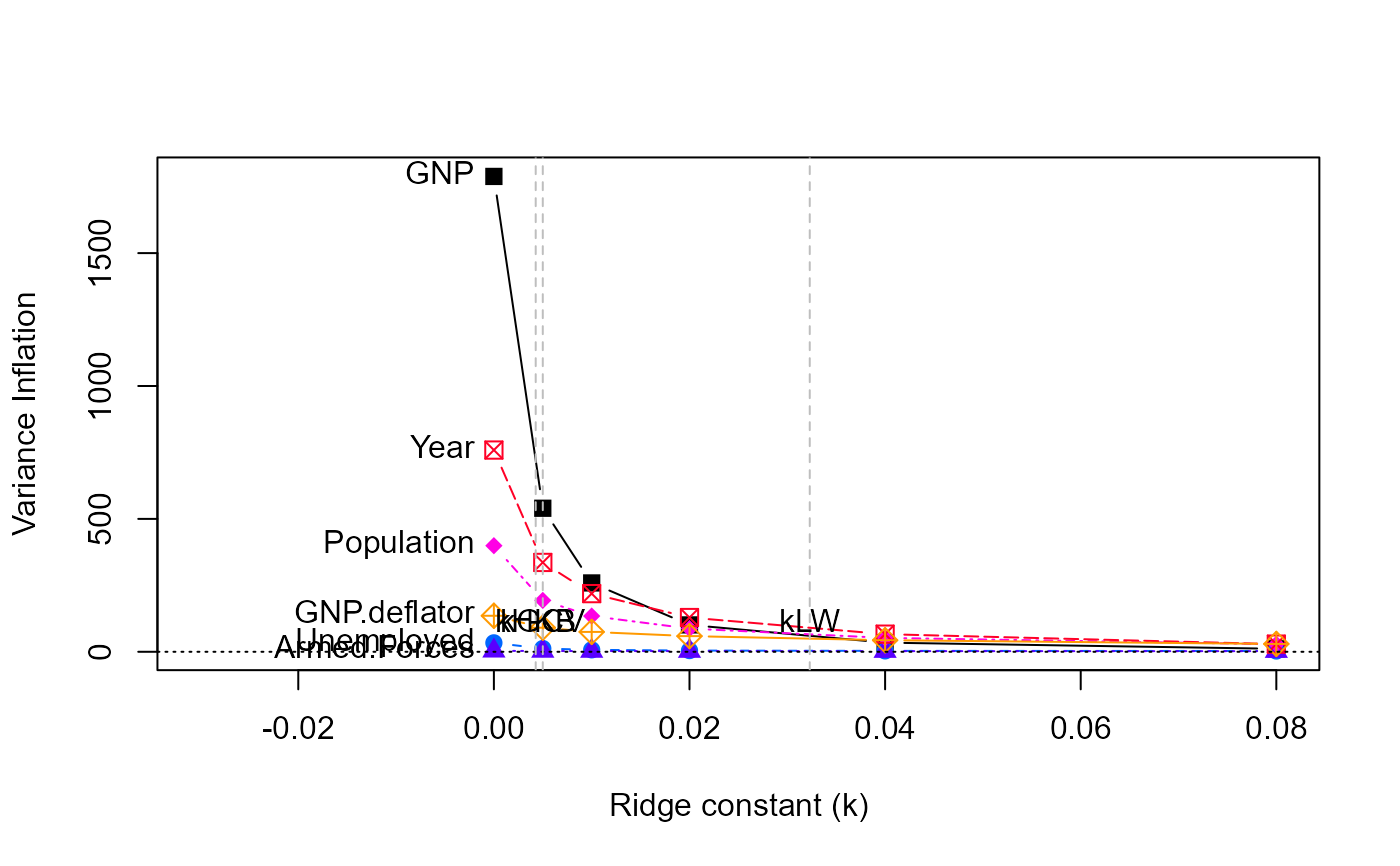 GNP
Year
Population
GNP.deflator
Unemployed
Armed.Forces
kLW
Variance Inflation
0
500
1000
1500
-0.02
0.00
0.02
0.04
0.06
0.08
Ridge constant (k)